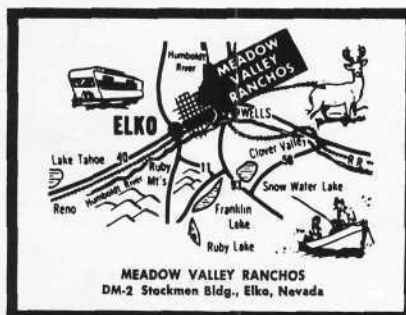 Humboldt
River
MEADOW
VALLEY
RANCHOS
ELKO
WELLS
Clover Valley
Lake Tahoe
40
Ruby
Mt's
11
50
R.R.
Humboldt River
Reno
Snow Water Lake
Franklin
Lake
Ruby Lake
MEADOW VALLEY RANCHOS
DM-2 Stockmen Bldg., Elko, Nevada